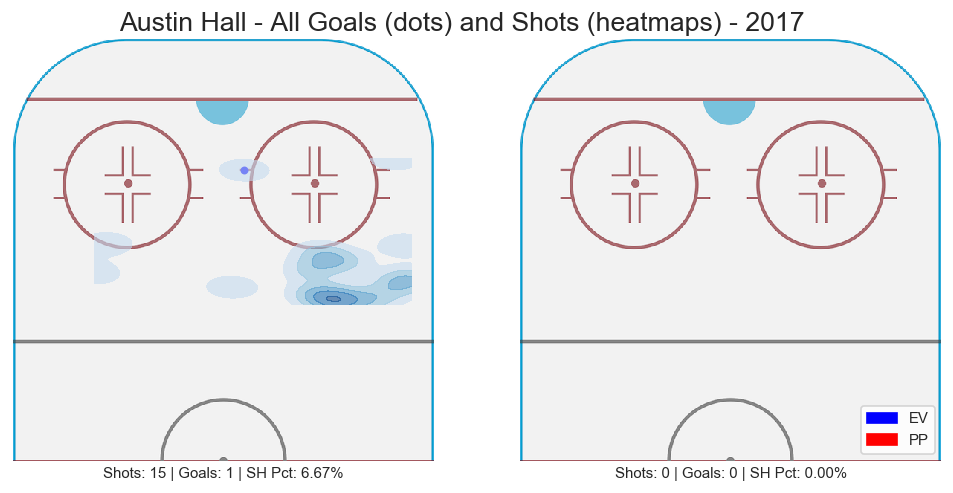 Austin Hall - All Goals (dots) and Shots (heatmaps) - 2017
EV
PP
Shots: 15 | Goals: 1 | SH Pct: 6.67%
Shots: 0 | Goals: 0 | SH Pct: 0.00%